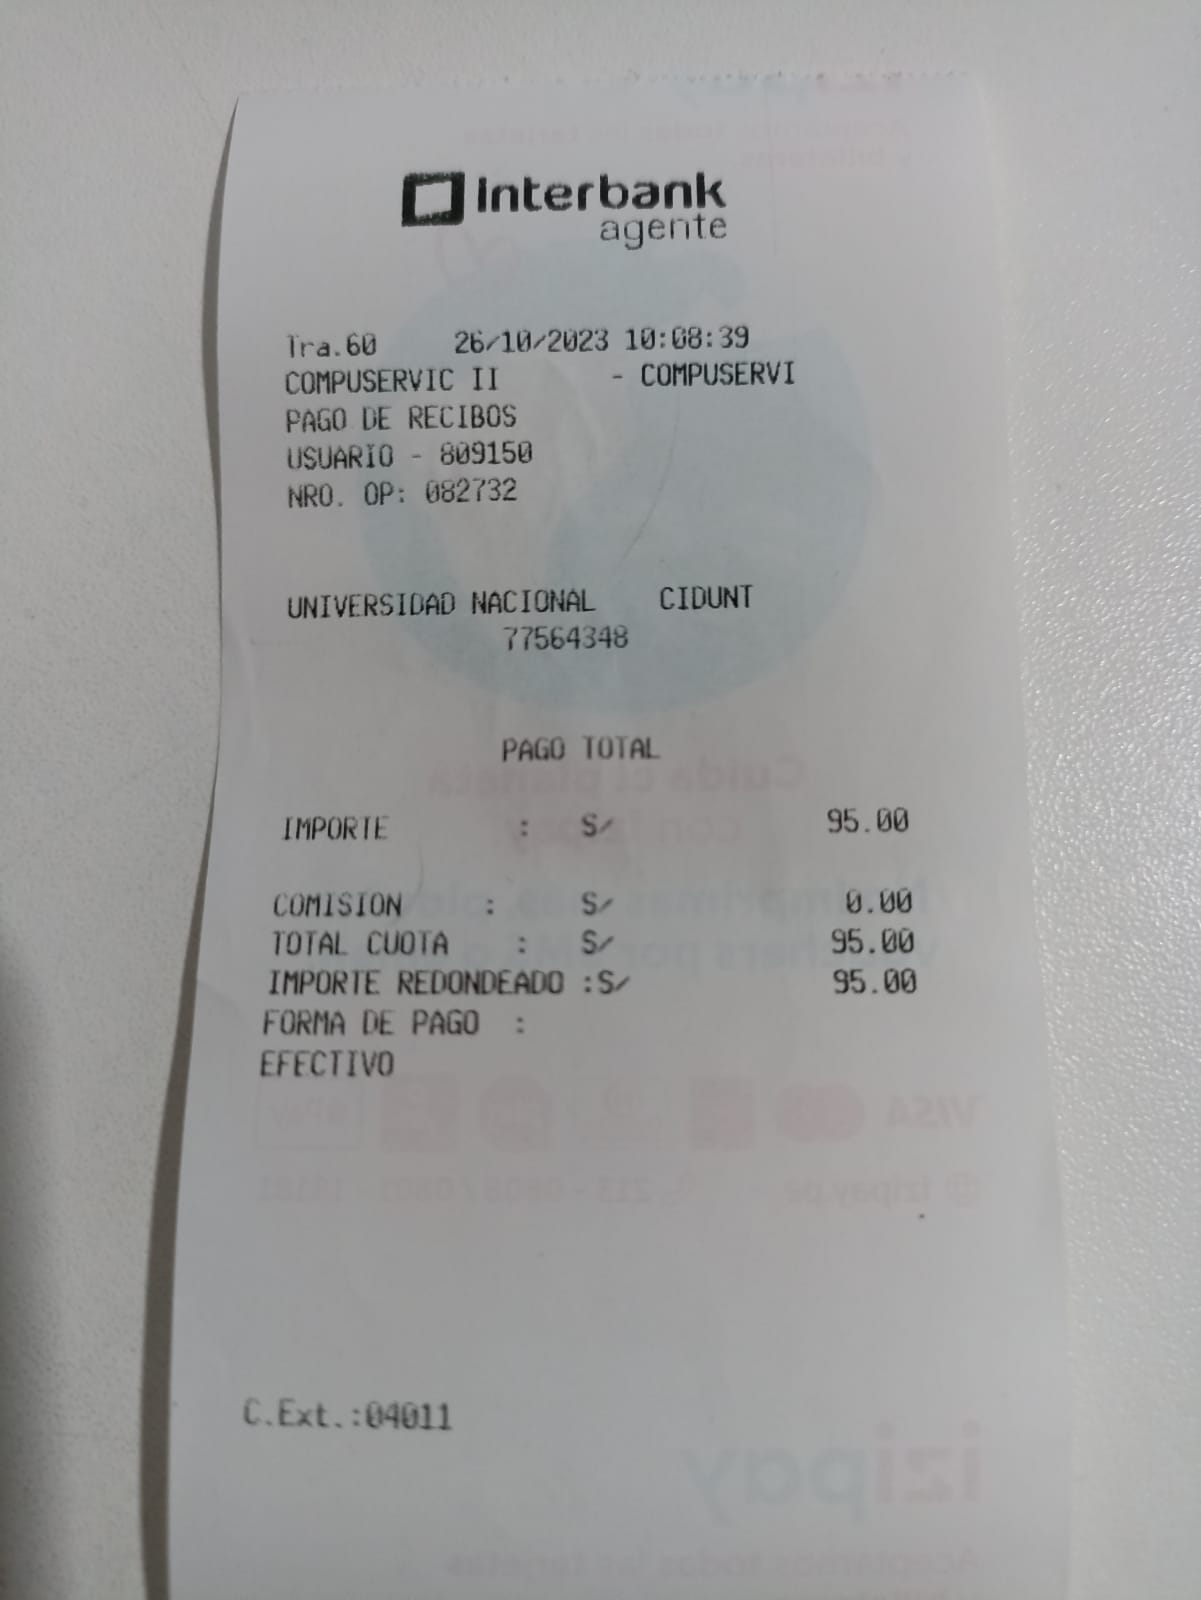 Interbank
agente
Tra.60 26/10/2023 10:08:39
COMPUSERVIC II - COMPUSERVI
PAGO DE RECIBOS
USUARIO - 809150
NRO. OP: 082732
UNIVERSIDAD NACIONAL CIDUNT
77564348
PAGO TOTAL
IMPORTE : S/ 95.00
COMISION : S/ 0.00
TOTAL CUOTA : S/ 95.00
IMPORTE REDONDEADO :S/ 95.00
FORMA DE PAGO :
EFECTIVO
C.Ext.:04011
izipay